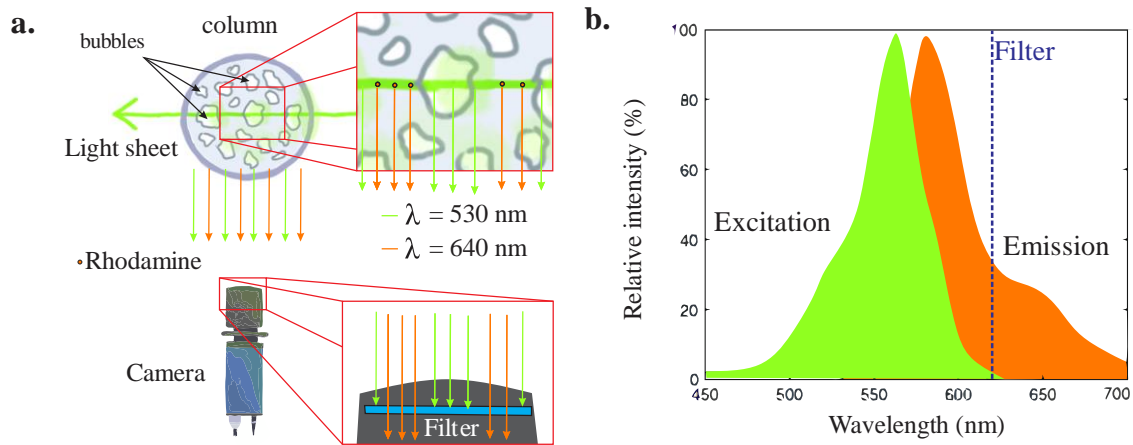 a.
column
bubbles
Light sheet
λ = 530 nm
λ = 640 nm
Rhodamine
Camera
Filter
b.
100
80
60
40
20
0
Relative intensity (%)
Filter
Excitation
Emission
450 500 550 600 650 700
Wavelength (nm)